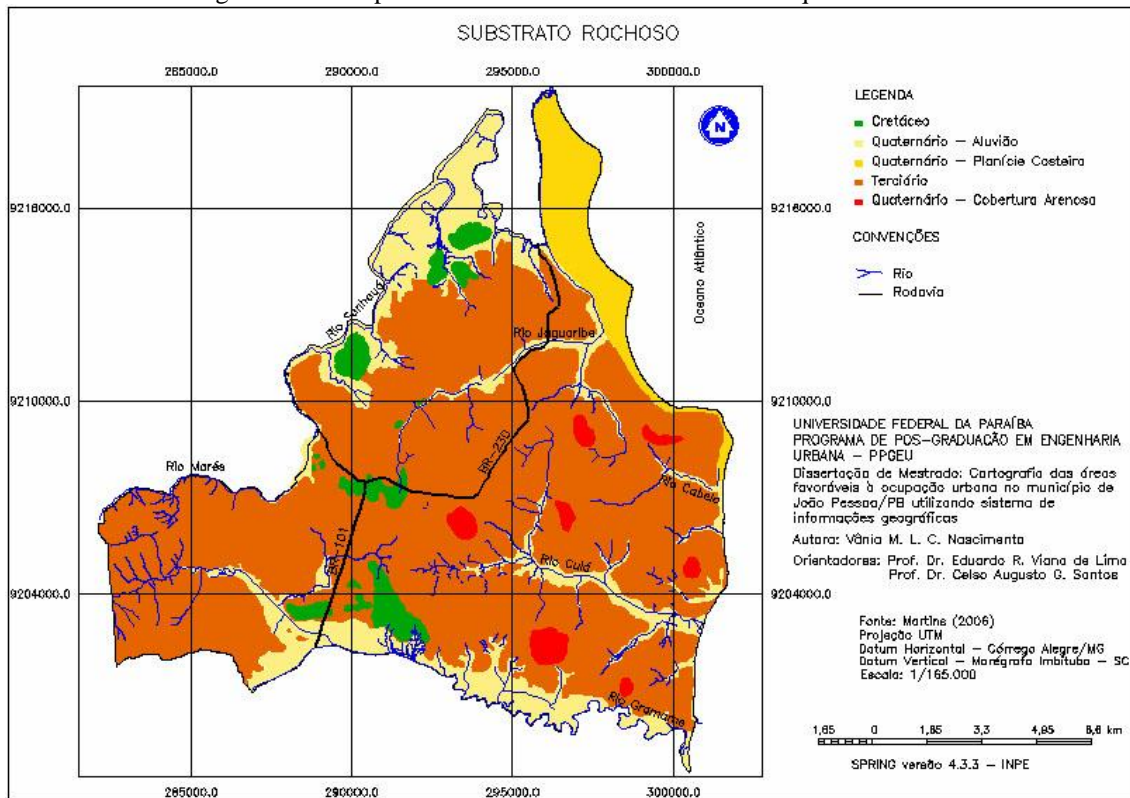 SUBSTRATO ROCHOSO
285000.0 290000.0 295000.0 300000.0
LEGENDA
Cretáceo
Quaternário – Aluvião
Quaternário – Planície Costeira
Terciário
Quaternário – Cobertura Arenosa
CONVENÇÕES
Rio
Rodovia
N
9216000.0 9216000.0
Oceano Atlântico
Rio Sanhauá
Rio Jaguaribe
9210000.0 9210000.0
BR-230
Rio Marés
Rio Cabelo
BR-101
Rio Cuiá
9204000.0 9204000.0
Rio Gramame
285000.0 290000.0 295000.0 300000.0
UNIVERSIDADE FEDERAL DA PARAÍBA
PROGRAMA DE POS-GRADUAÇÃO EM ENGENHARIA
URBANA – PPGEU
Dissertação de Mestrado: Cartografia das áreas
favoráveis à ocupação urbana no município de
João Pessoa/PB utilizando sistema de
informações geográficas
Autora: Vânia M. L. C. Nascimento
Orientadores: Prof. Dr. Eduardo R. Viana de Lima
Prof. Dr. Celso Augusto G. Santos
Fonte: Martins (2006)
Projeção UTM
Datum Horizontal – Córrego Alegre/MG
Datum Vertical – Marégrafo Imbituba – SC
Escala: 1/165.000
1,65 0 1,65 3,3 4,95 6,6 km
SPRING versão 4.3.3 – INPE